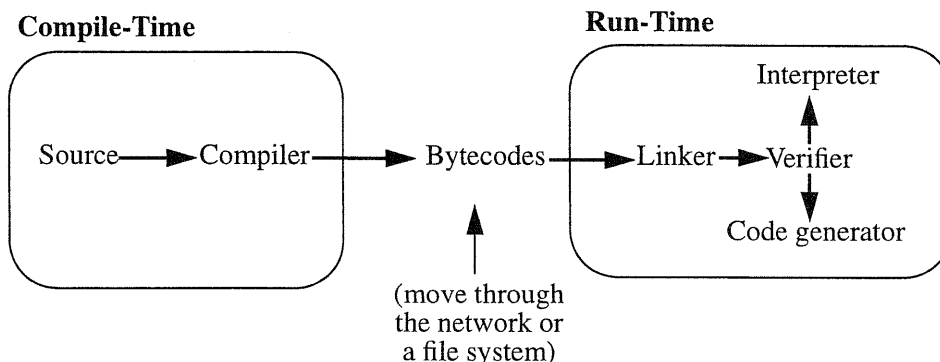 Compile-Time
Run-Time
Interpreter
Source
Compiler
Bytecodes
Linker
Verifier
Code generator
(move through
the network or
a file system)